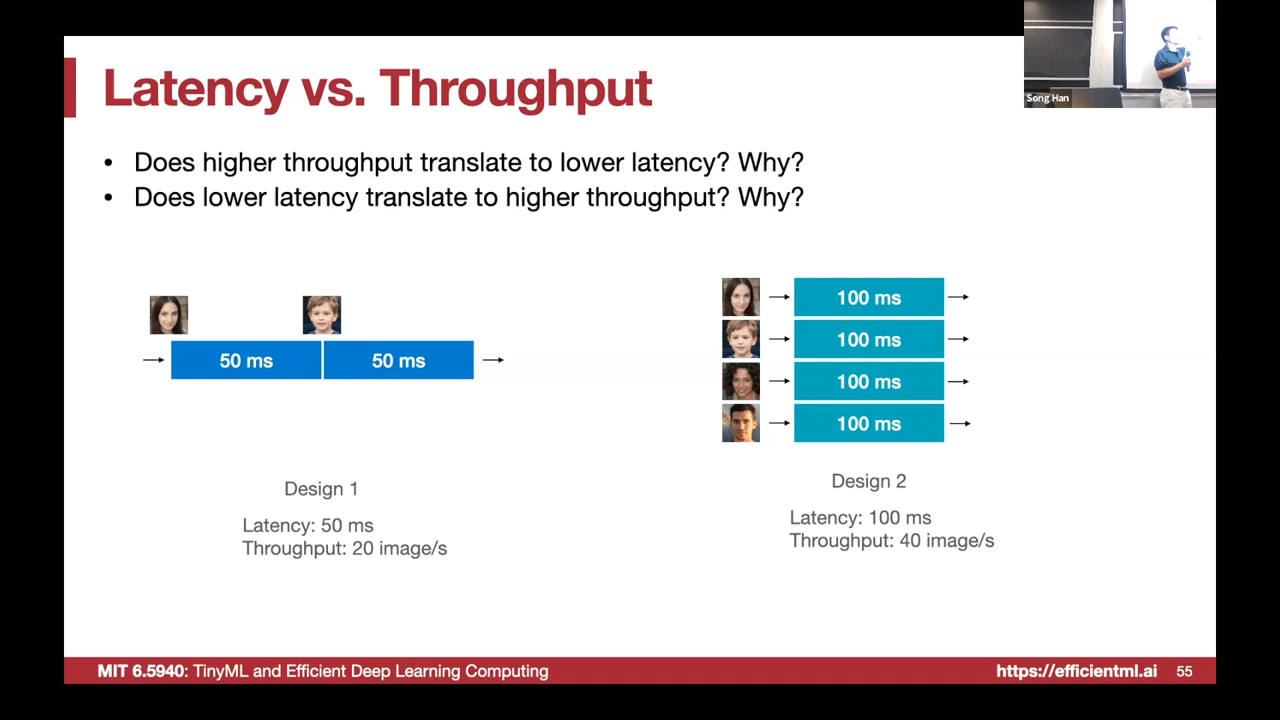 Song Han
Latency vs. Throughput
• Does higher throughput translate to lower latency? Why?
• Does lower latency translate to higher throughput? Why?
50 ms 50 ms
Design 1
Latency: 50 ms
Throughput: 20 image/s
100 ms
100 ms
100 ms
100 ms
Design 2
Latency: 100 ms
Throughput: 40 image/s
MIT 6.5940: TinyML and Efficient Deep Learning Computing https://efficientml.ai 55